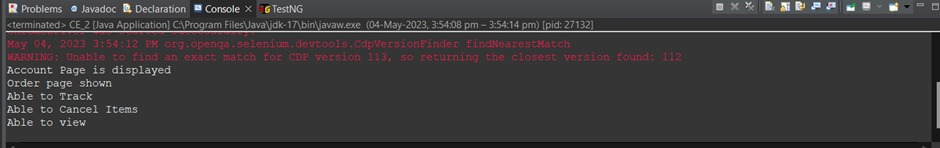 Problems Javadoc Declaration Console × TestNG
<terminated> CE_2 [Java Application] C:\Program Files\Java\jdk-17\bin\javaw.exe (04-May-2023, 3:54:08 pm – 3:54:14 pm) [pid: 27132]
May 04, 2023 3:54:12 PM org.openqa.selenium.devtools.CdpVersionFinder findNearestMatch
WARNING: Unable to find an exact match for CDP version 113, so returning the closest version found: 112
Account Page is displayed
Order page shown
Able to Track
Able to Cancel Items
Able to view